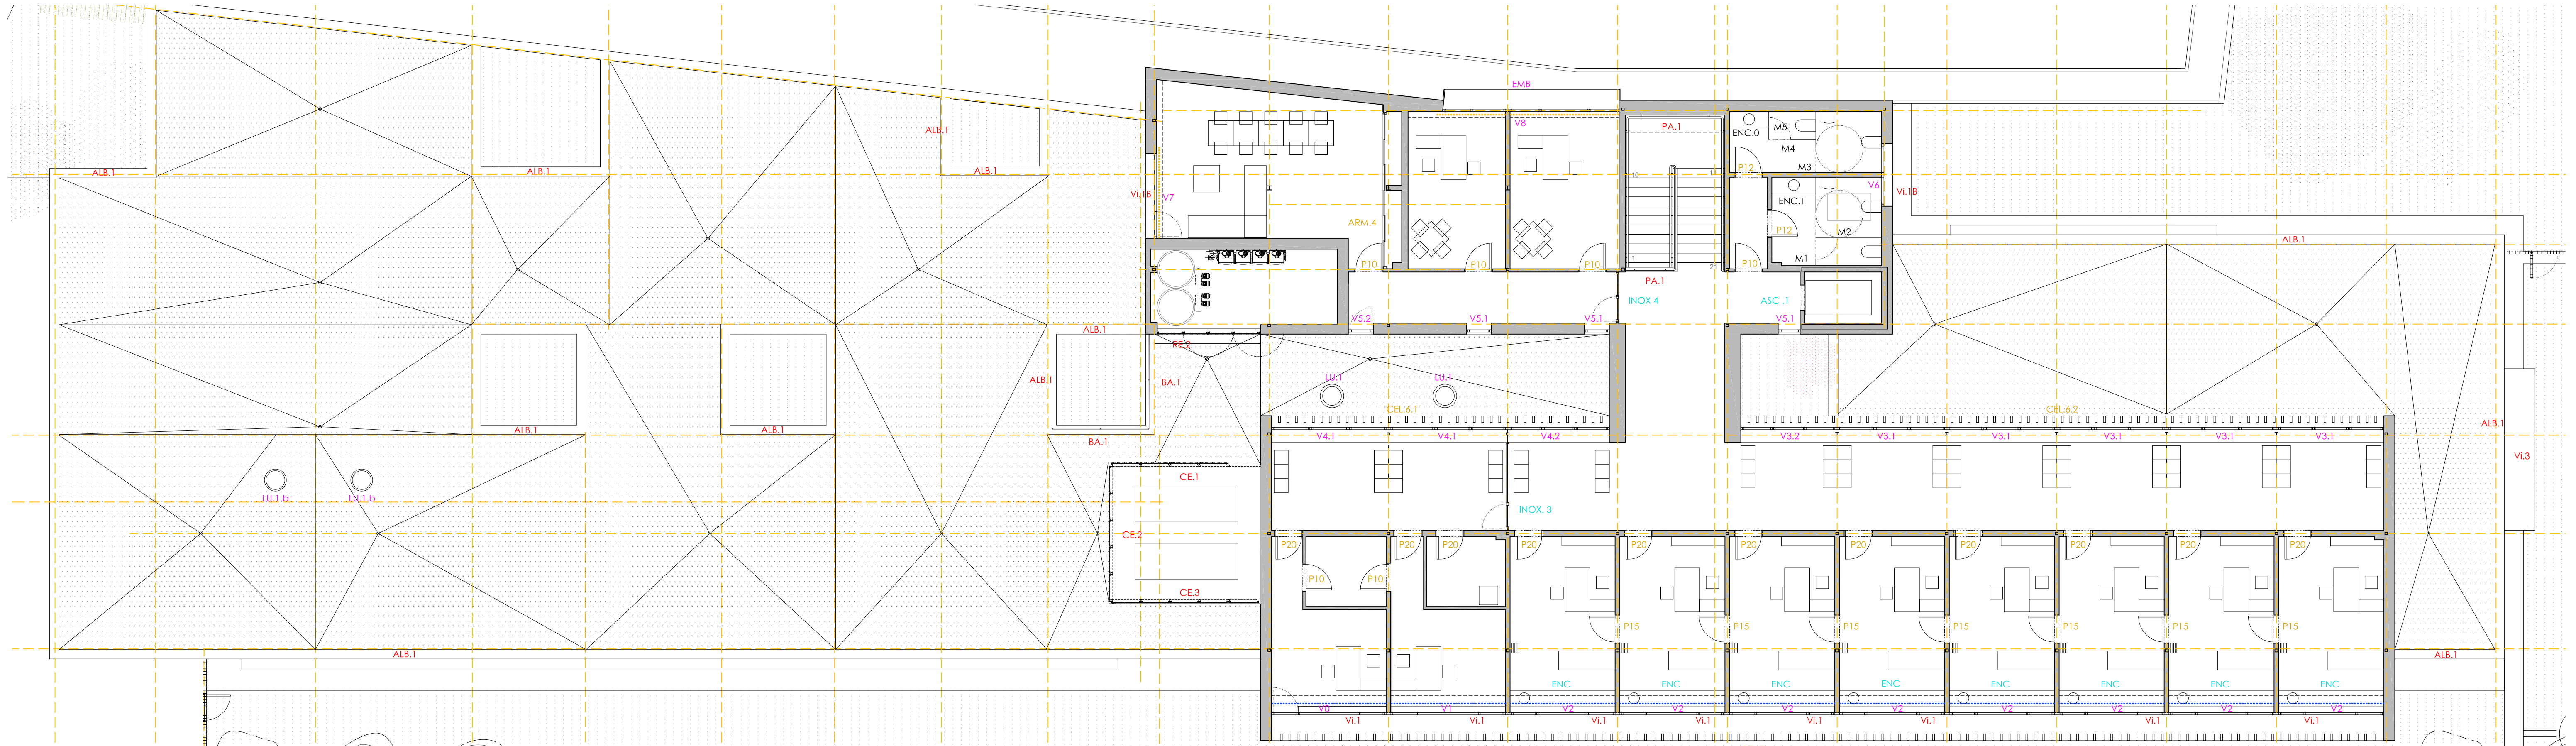 EMB
V8
PA.1
ENC.0
M5
M4
M3
P12
ALB.1
ALB.1
ALB.1
ALB.1
Vi.1B
V7
10
11
V6
Vi.1B
ENC.1
P12
M2
M1
ARM.4
P10
P10
P10
1
21
P10
PA.1
INOX 4
ASC .1
ALB.1
V5.2
V5.1
V5.1
V5.1
ALB.1
RE.2
ALB.1
BA.1
LU.1
LU.1
CEL.6.1
CEL.6.2
ALB.1
ALB.1
ALB.1
BA.1
V4.1
V4.1
V4.2
V3.2
V3.1
V3.1
V3.1
V3.1
V3.1
Vi.3
CE.1
LU.1.b
LU.1.b
INOX. 3
CE.2
P20
P20
P20
P20
P20
P20
P20
P20
P20
P20
P20
P10
P10
CE.3
P15
P15
P15
P15
P15
P15
P15
ALB.1
ALB.1
ENC
ENC
ENC
ENC
ENC
ENC
ENC
ENC
V0
V1
V2
V2
V2
V2
V2
V2
V2
V2
Vi.1
Vi.1
Vi.1
Vi.1
Vi.1
Vi.1
Vi.1
Vi.1
Vi.1